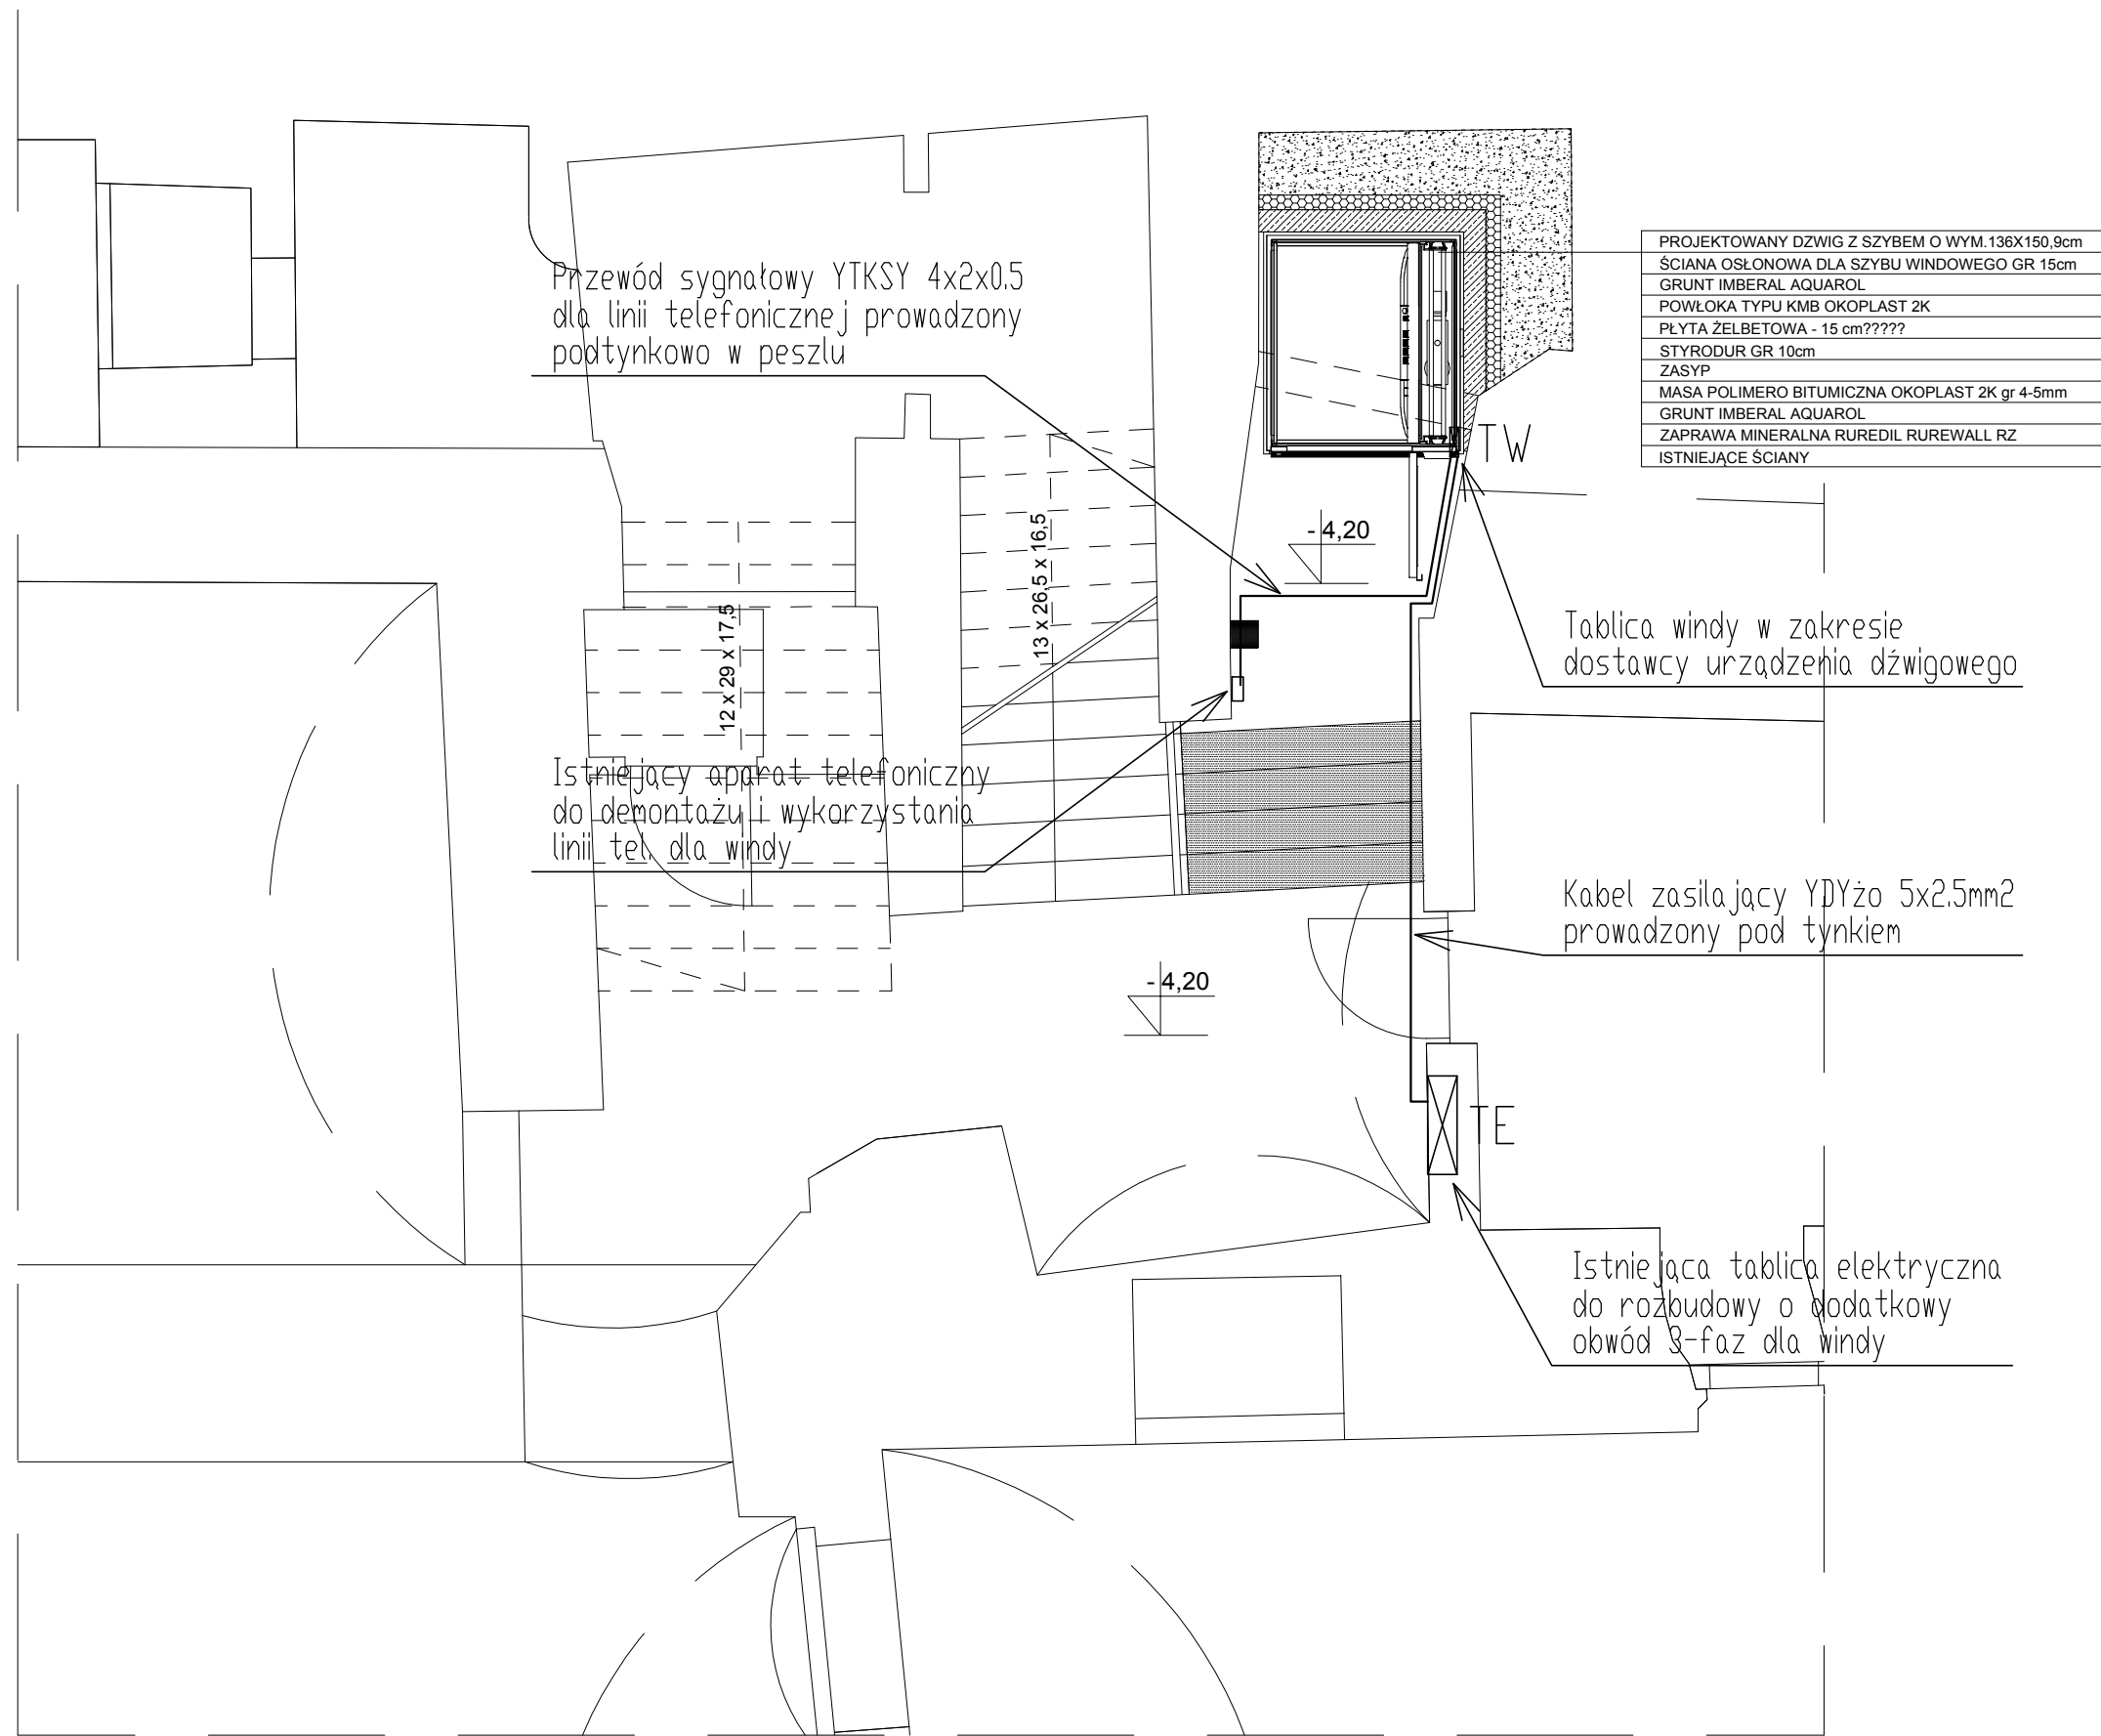 PROJEKTOWANY DZWIG Z SZYBEM O WYM.136X150,9cm
ŚCIANA OSŁONOWA DLA SZYBU WINDOWEGO GR 15cm
GRUNT IMBERAL AQUAROL
POWŁOKA TYPU KMB OKOPLAST 2K
PŁYTA ŻELBETOWA - 15 cm?????
STYRODUR GR 10cm
ZASYP
MASA POLIMERO BITUMICZNA OKOPLAST 2K gr 4-5mm
GRUNT IMBERAL AQUAROL
ZAPRAWA MINERALNA RUREDIL RUREWALL RZ
ISTNIEJĄCE ŚCIANY
Przewód sygnałowy YTKSY 4x2x0.5
dla linii telefonicznej prowadzony
podtynkowo w peszlu
TW
- 4,20
13 x 26,5 x 16,5
12 x 29 x 17,5
Tablica windy w zakresie
dostawcy urządzenia dźwigowego
Istniejący aparat telefoniczny
do demontażu i wykorzystania
linii tel. dla windy
Kabel zasilający YDYżo 5x2.5mm2
prowadzony pod tynkiem
- 4,20
TE
Istniejąca tablica elektryczna
do rozbudowy o dodatkowy
obwód 3-faz dla windy